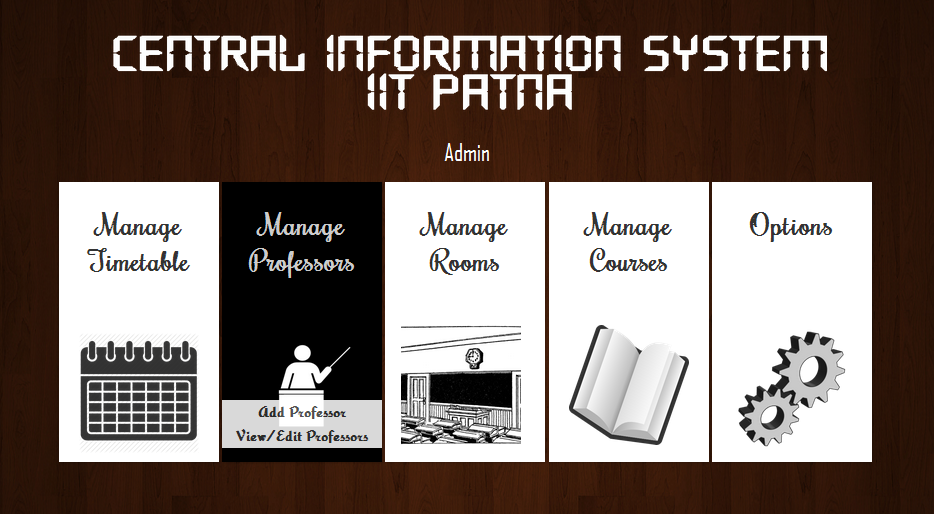 CENTRAL INFORMATION SYSTEM
IIT PATNA
Admin
Manage
Timetable
Manage
Professors
Add Professor
View/Edit Professors
Manage
Rooms
Manage
Courses
Options